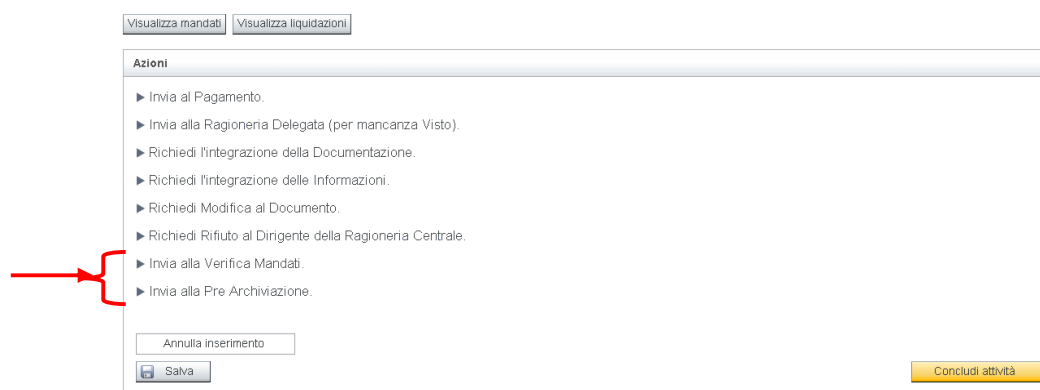 Visualizza mandati Visualizza liquidazioni
Azioni
Invia al Pagamento.
Invia alla Ragioneria Delegata (per mancanza Visto).
Richiedi l'integrazione della Documentazione.
Richiedi l'integrazione delle Informazioni.
Richiedi Modifica al Documento.
Richiedi Rifiuto al Dirigente della Ragioneria Centrale.
Invia alla Verifica Mandati.
Invia alla Pre Archiviazione.
Annulla inserimento
Salva Concludi attività